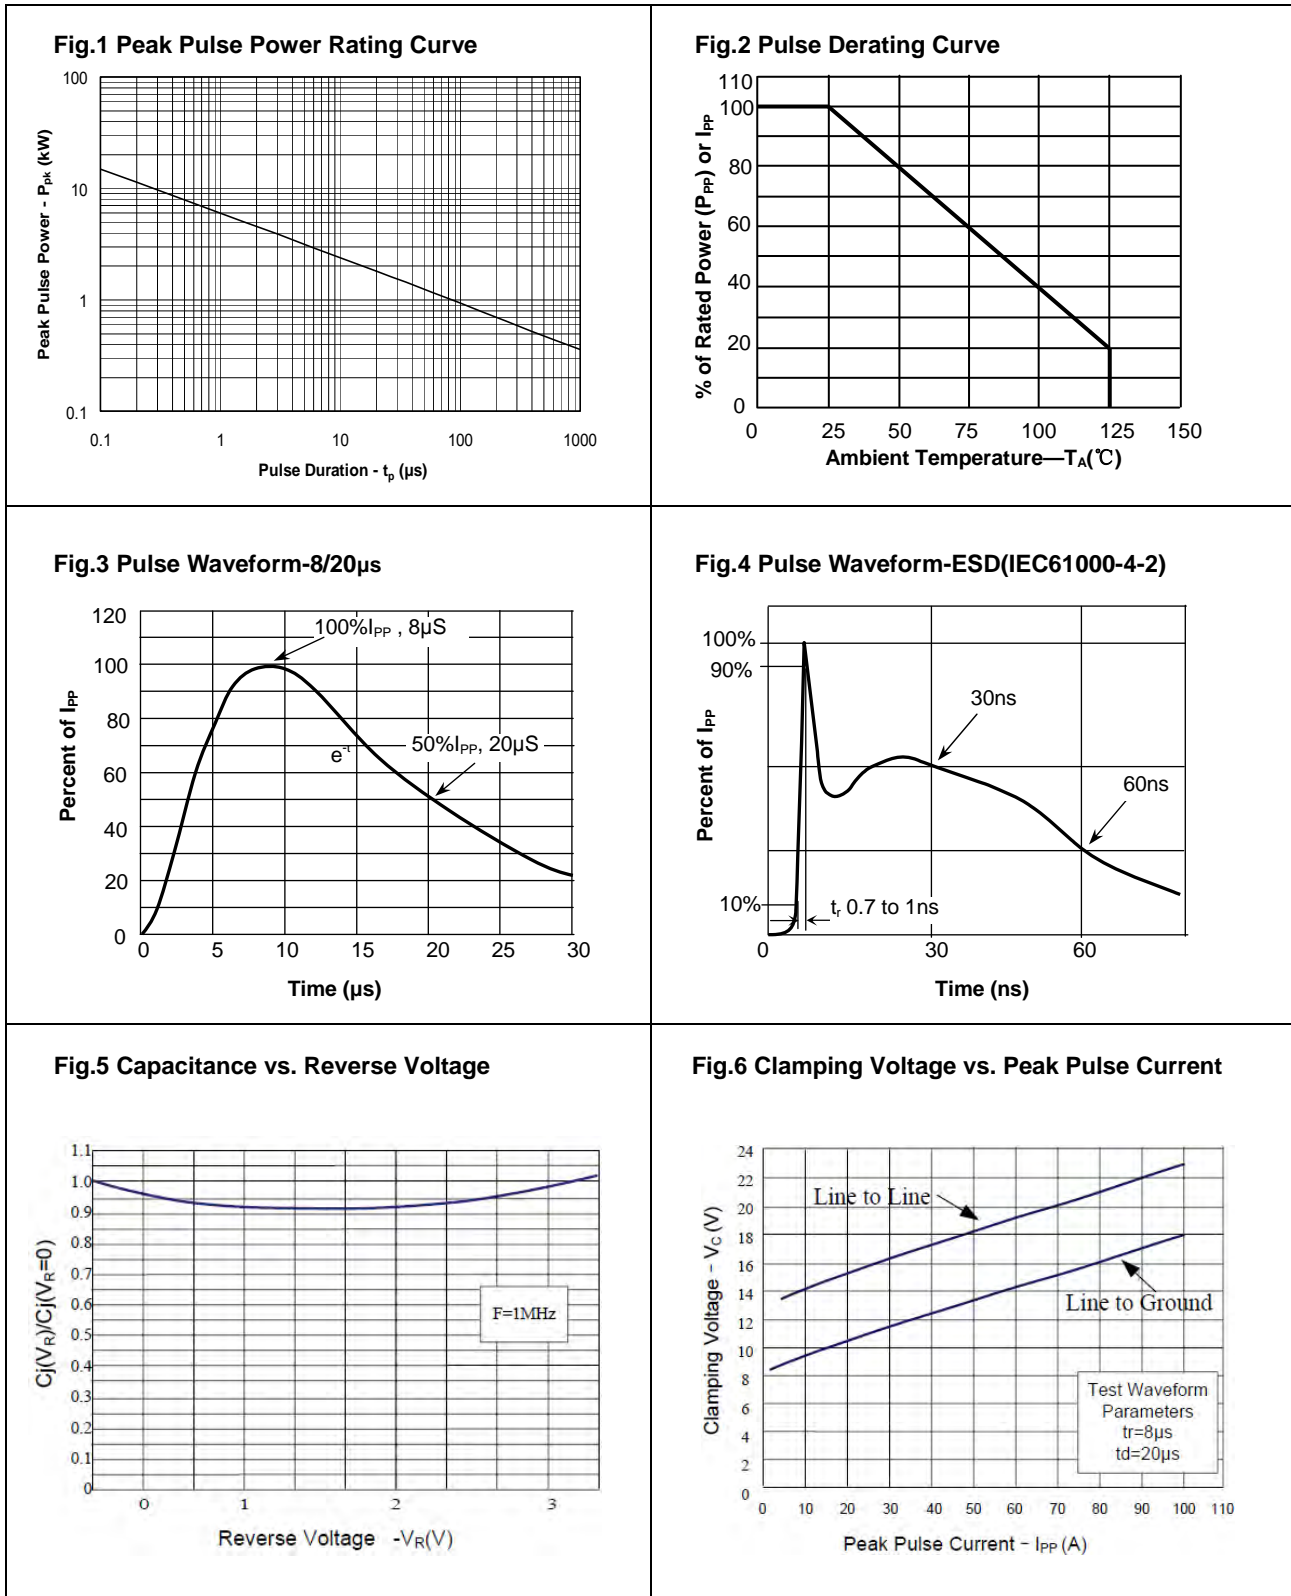 Fig.1 Peak Pulse Power Rating Curve
Peak Pulse Power - Ppk (kW)
100
10
1
0.1
0.1 1 10 100 1000
Pulse Duration - tp (µs)
Fig.2 Pulse Derating Curve
% of Rated Power (PPP) or IPP
110
100
80
60
40
20
0
0 25 50 75 100 125 150
Ambient Temperature—TA(℃)
Fig.3 Pulse Waveform-8/20µs
Percent of IPP
120
100
80
60
40
20
0
100%IPP , 8µS
e-t
50%IPP, 20µS
0 5 10 15 20 25 30
Time (µs)
Fig.4 Pulse Waveform-ESD(IEC61000-4-2)
Percent of IPP
100%
90%
10%
30ns
60ns
tr 0.7 to 1ns
0 30 60
Time (ns)
Fig.5 Capacitance vs. Reverse Voltage
Cj(VR)/Cj(VR=0)
1.1
1.0
0.9
0.8
0.7
0.6
0.5
0.4
0.3
0.2
0.1
0
F=1MHz
0 1 2 3
Reverse Voltage -VR(V)
Fig.6 Clamping Voltage vs. Peak Pulse Current
Clamping Voltage - VC (V)
24
22
20
18
16
14
12
10
8
6
4
2
0
Line to Line
Line to Ground
Test Waveform
Parameters
tr=8µs
td=20µs
0 10 20 30 40 50 60 70 80 90 100 110
Peak Pulse Current - IPP (A)